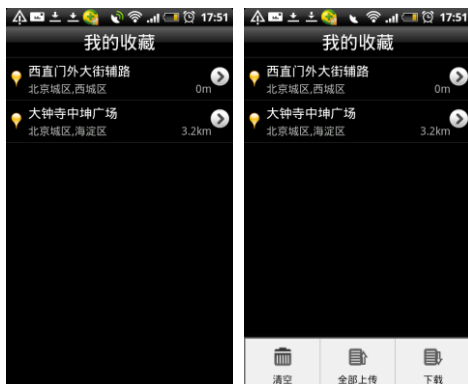 17:51
我的收藏
西直门外大街辅路
北京城区,西城区
0m
大钟寺中坤广场
北京城区,海淀区
3.2km
17:51
我的收藏
西直门外大街辅路
北京城区,西城区
0m
大钟寺中坤广场
北京城区,海淀区
3.2km
清空
全部上传
下载